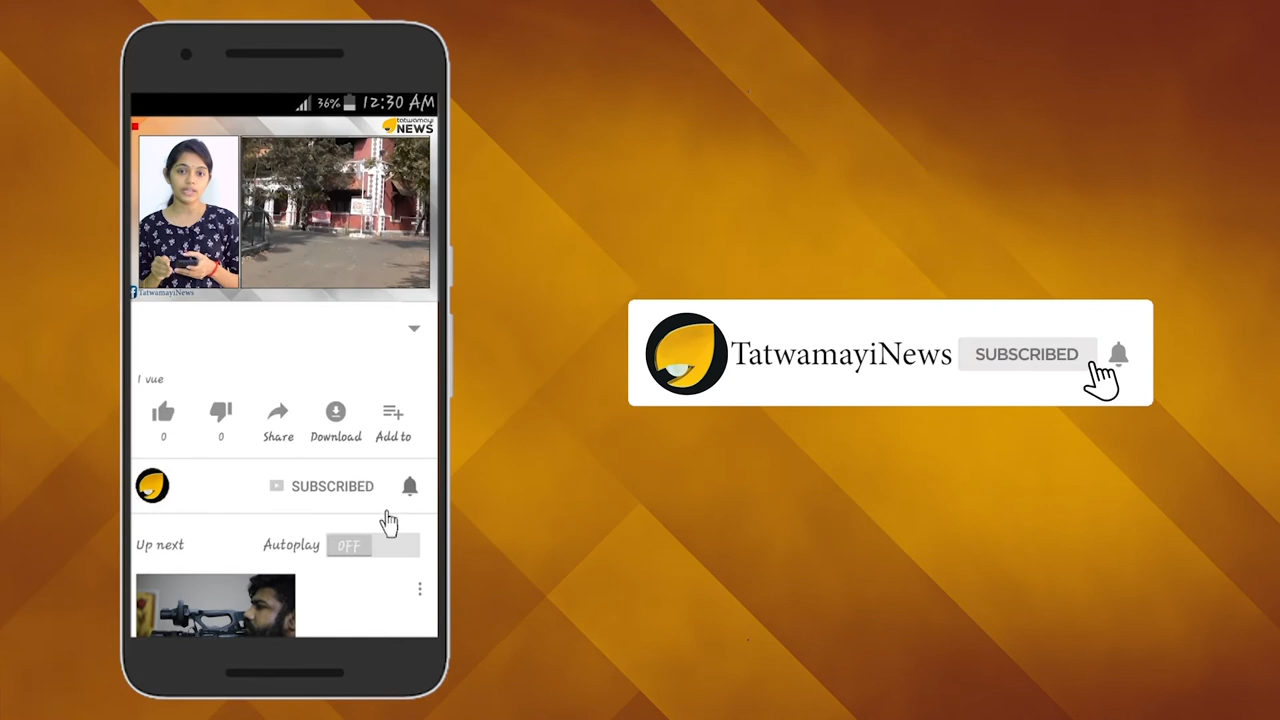 36% 12:30 AM
tatwamayi
NEWS
TatwamayiNews
1 vue
0 0 Share Download Add to
SUBSCRIBED
Up next Autoplay OFF
TatwamayiNews SUBSCRIBED